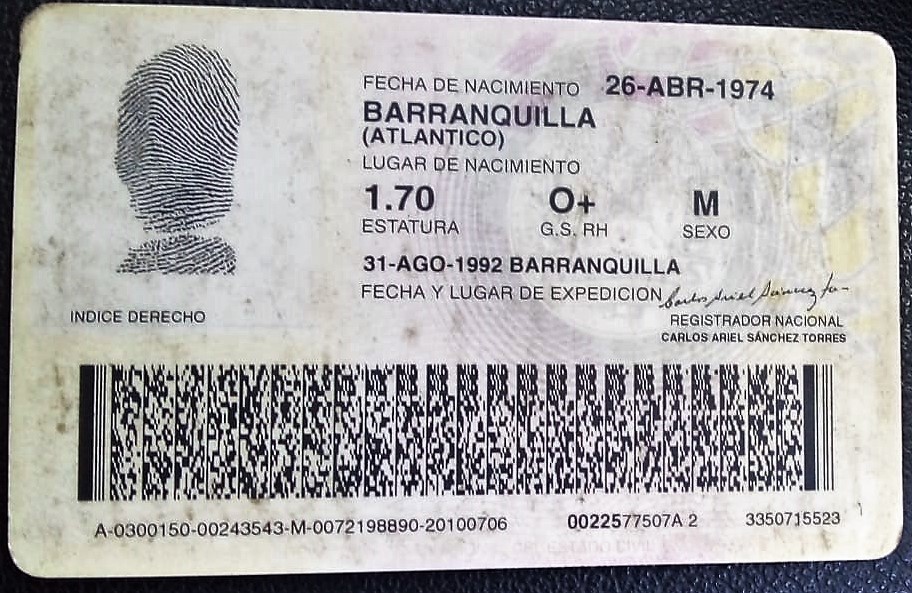 FECHA DE NACIMIENTO 26-ABR-1974
BARRANQUILLA
(ATLANTICO)
LUGAR DE NACIMIENTO
1.70 O+ M
ESTATURA G.S. RH SEXO
31-AGO-1992 BARRANQUILLA
FECHA Y LUGAR DE EXPEDICION
INDICE DERECHO
REGISTRADOR NACIONAL
CARLOS ARIEL SÁNCHEZ TORRES
A-0300150-00243543-M-0072198890-20100706 0022577507A 2 3350715523